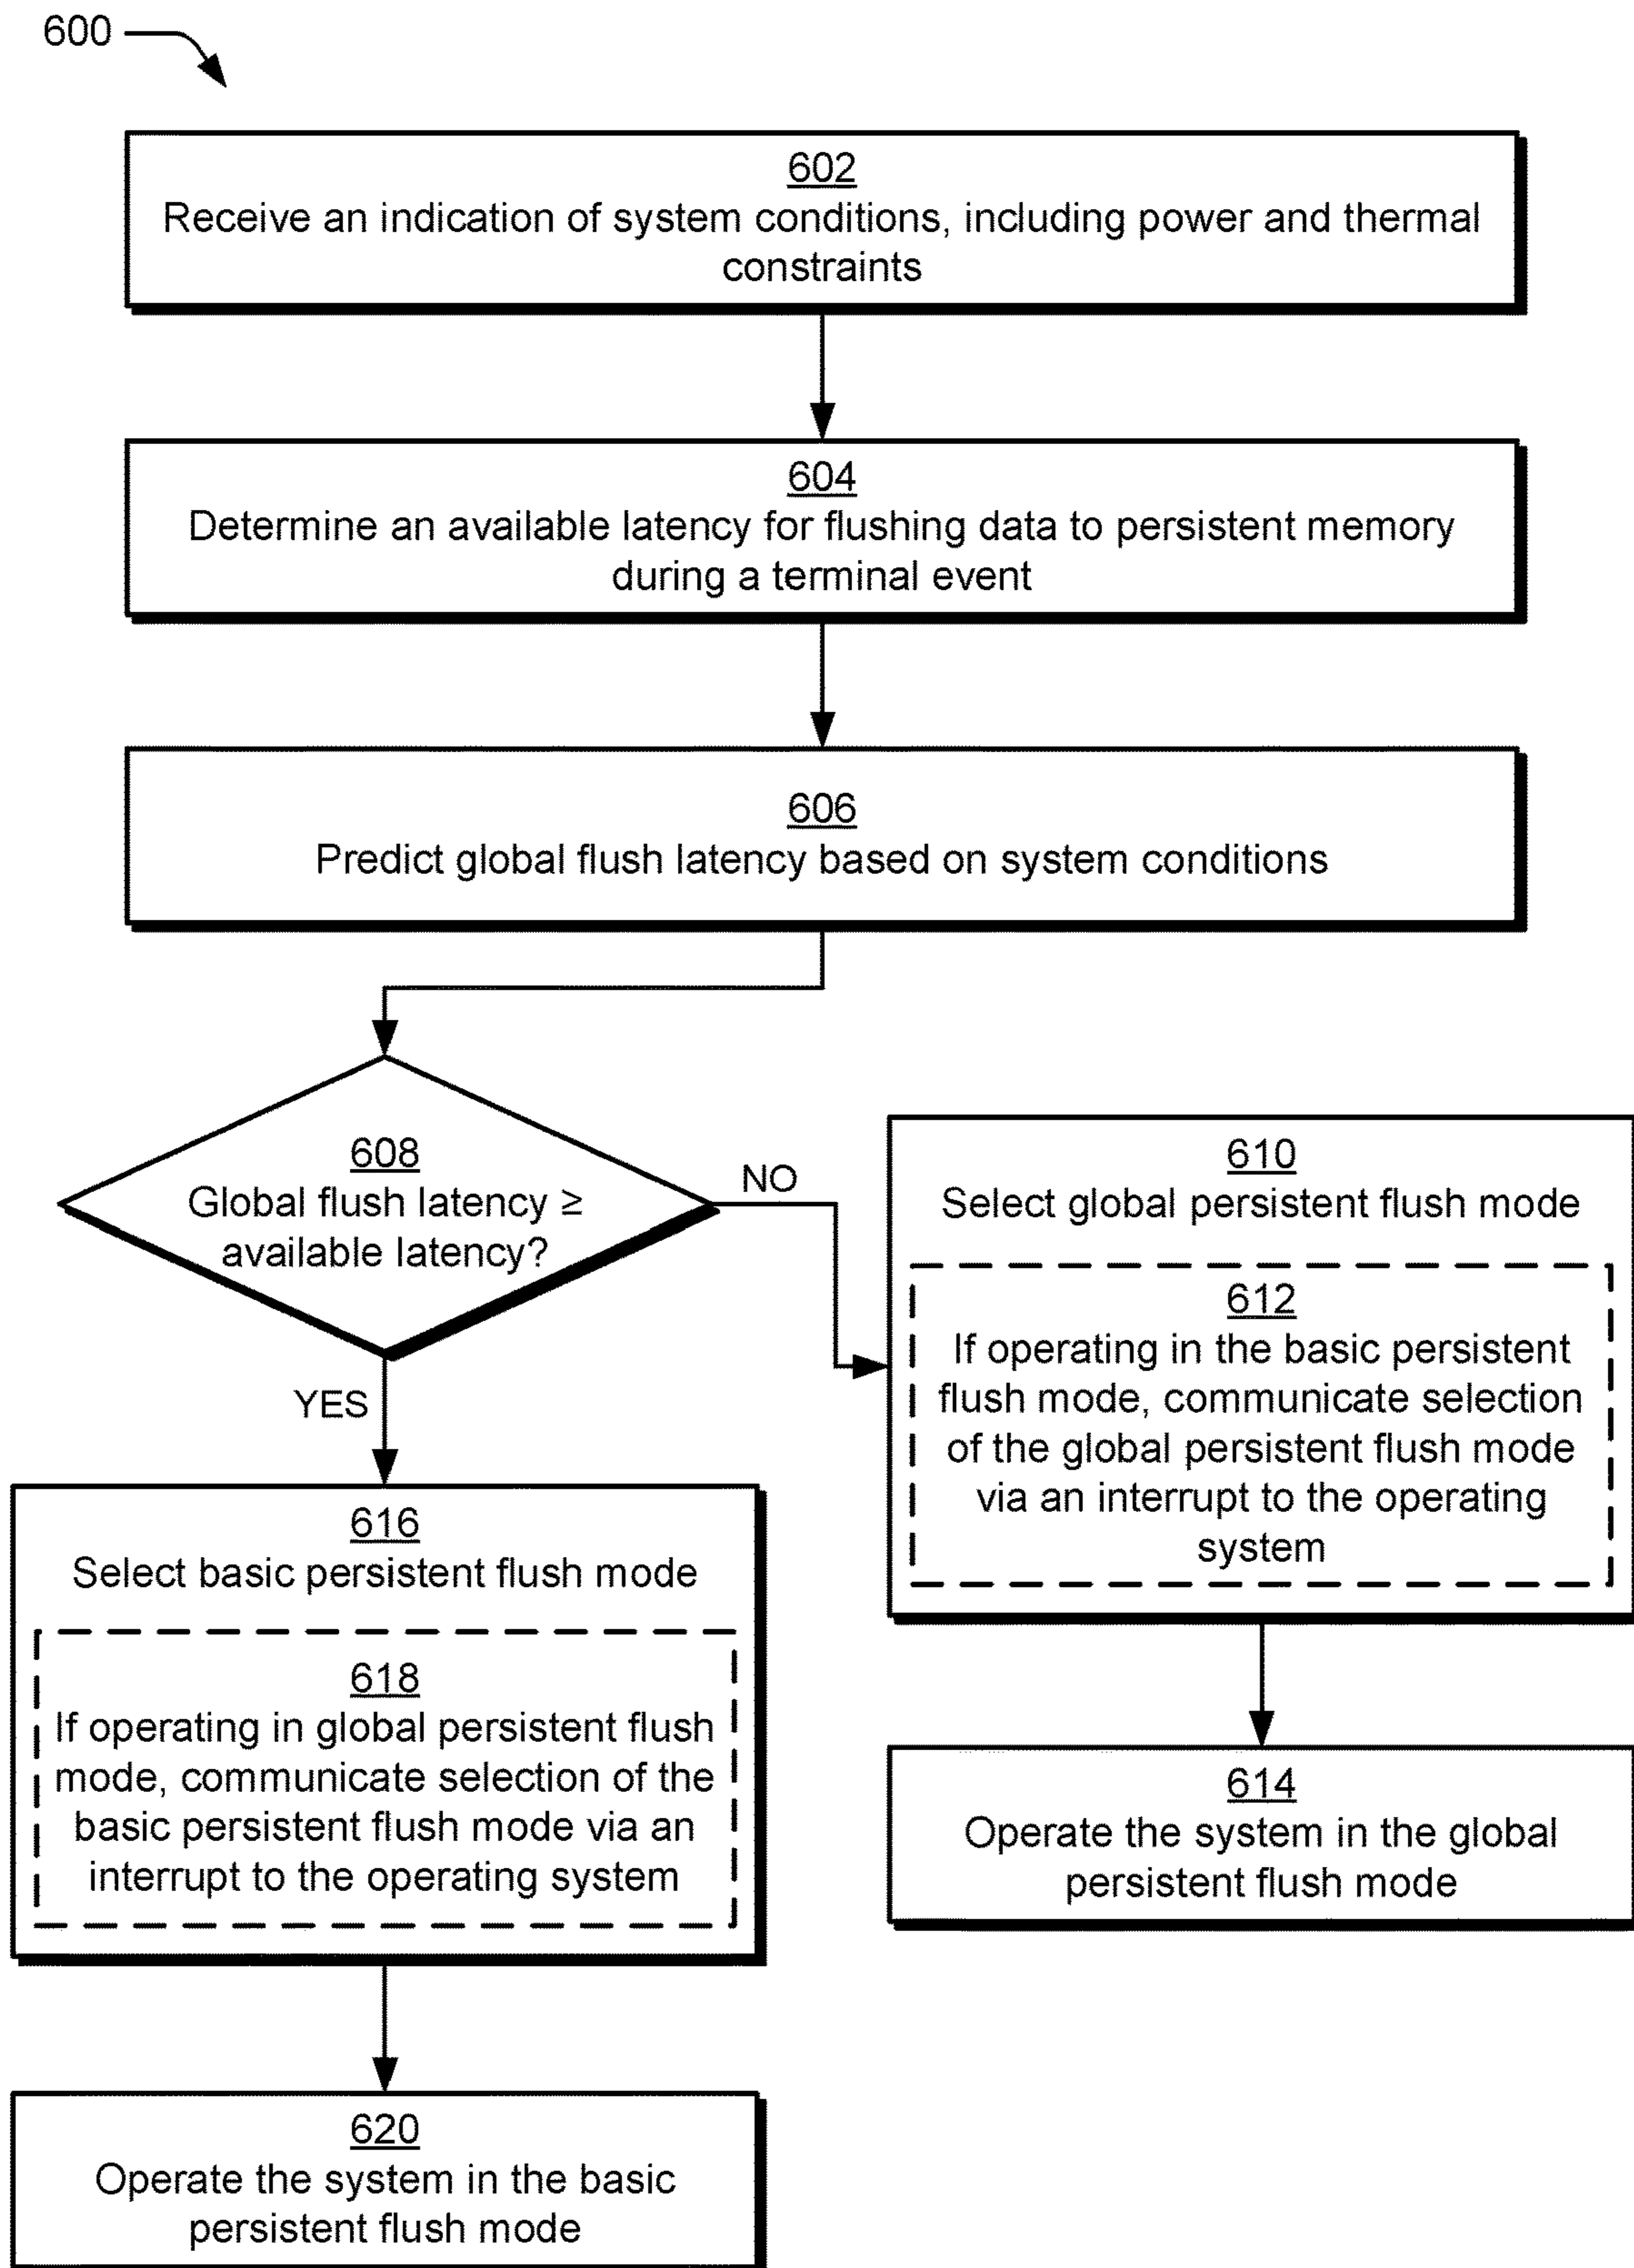 600
602
Receive an indication of system conditions, including power and thermal
constraints
604
Determine an available latency for flushing data to persistent memory
during a terminal event
606
Predict global flush latency based on system conditions
608
Global flush latency ≥
available latency?
NO
YES
610
Select global persistent flush mode
612
If operating in the basic persistent
flush mode, communicate selection
of the global persistent flush mode
via an interrupt to the operating
system
614
Operate the system in the global
persistent flush mode
616
Select basic persistent flush mode
618
If operating in global persistent flush
mode, communicate selection of the
basic persistent flush mode via an
interrupt to the operating system
620
Operate the system in the basic
persistent flush mode